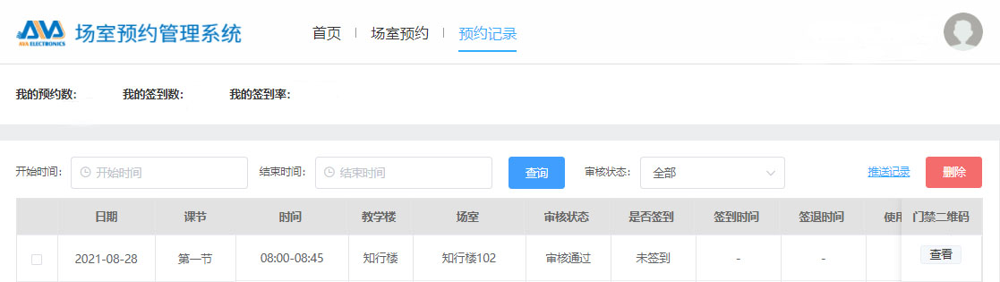 AVA
AVA ELECTRONICS
场室预约管理系统 首页 | 场室预约 | 预约记录
我的预约数: 我的签到数: 我的签到率:
开始时间: 开始时间 结束时间: 结束时间 查询 审核状态: 全部 推送记录 删除
日期 课节 时间 教学楼 场室 审核状态 是否签到 签到时间 签退时间 使用 门禁二维码
2021-08-28 第一节 08:00-08:45 知行楼 知行楼102 审核通过 未签到 - - 查看